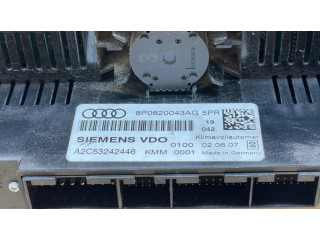 8P0820043AG 5PR
19
042
Klimavollautomat
SIEMENS VDO 0100 02.06.07
A2C53242446 KMM 0001 Made in Germany